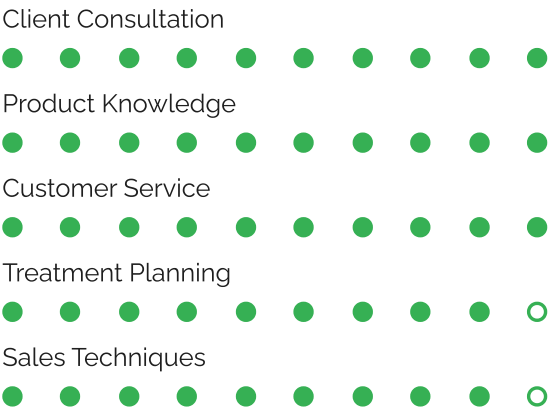 Client Consultation
Product Knowledge
Customer Service
Treatment Planning
Sales Techniques